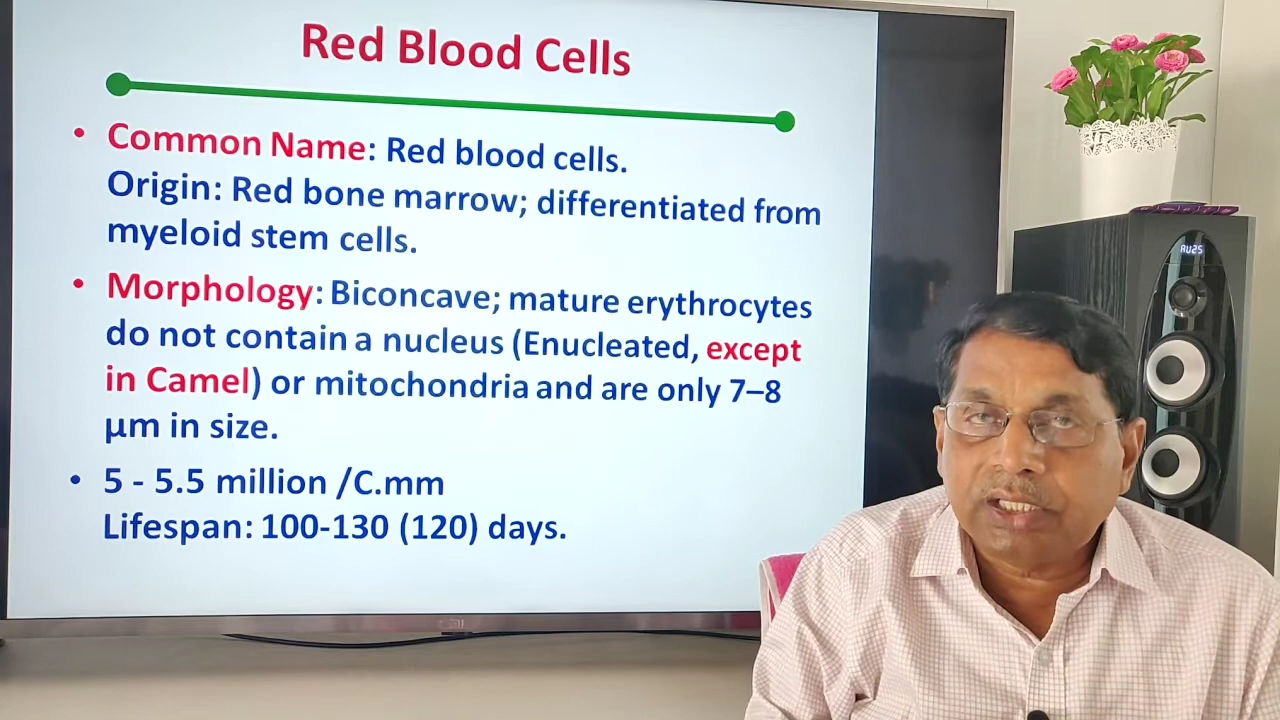 Red Blood Cells
• Common Name: Red blood cells.
Origin: Red bone marrow; differentiated from
myeloid stem cells.
• Morphology: Biconcave; mature erythrocytes
do not contain a nucleus (Enucleated, except
in Camel) or mitochondria and are only 7–8
µm in size.
• 5 - 5.5 million /C.mm
Lifespan: 100-130 (120) days.